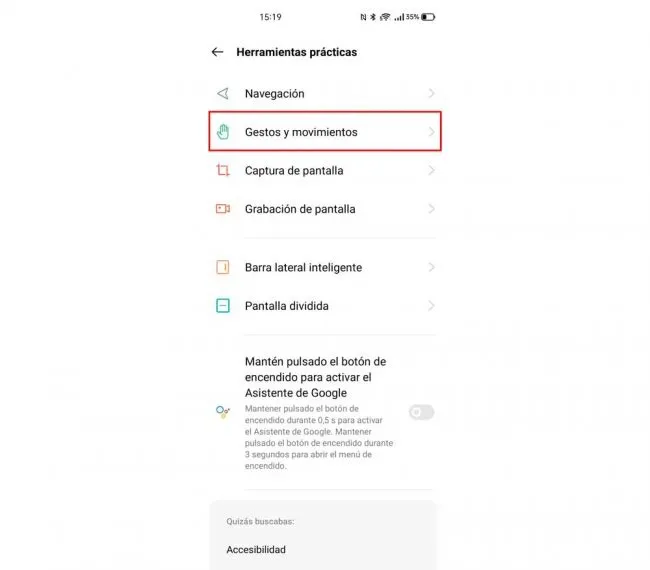 15:19
35%
Herramientas prácticas
Navegación
Gestos y movimientos
Captura de pantalla
Grabación de pantalla
Barra lateral inteligente
Pantalla dividida
Mantén pulsado el botón de
encendido para activar el
Asistente de Google
Mantener pulsado el botón de
encendido durante 0,5 s para activar
el Asistente de Google. Mantener
pulsado el botón de encendido durante
3 segundos para abrir el menú de
encendido.
Quizás buscabas:
Accesibilidad